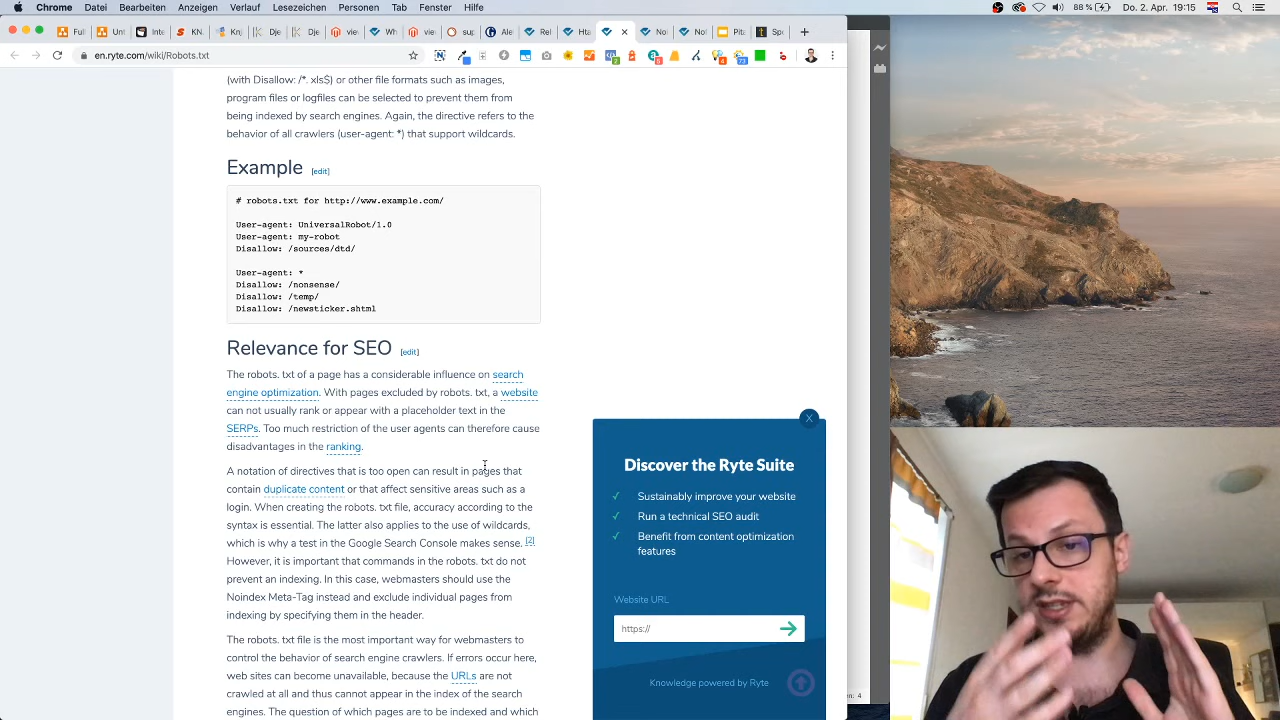 Chrome Datei Bearbeiten Anzeigen Verlauf Lesezeichen Personen Tab Fenster Hilfe
88 % Do. 19:15
Ful
Unt
KN
Kno
Do
Do
Wh
Dif
Rel
Hta
No
No
Pita
Spo
en.ryte.com/wiki/Robots.txt
(with Disallow: /*. xlsS) or other file formats such as images,
program files or logfiles can be selected to prevent them from
being indexed by search engines. Again, the directive refers to the
behavior of all crawlers (user-agent: *) that support wildcards.
Example [edit]
# robots.txt for http://www.example.com/
User-agent: UniversalRobot/1.0
User-agent: my-robot
Disallow: /sources/dtd/
User-agent: *
Disallow: /nonsense/
Disallow: /temp/
Disallow: /newsticker.shtml
Relevance for SEO [edit]
The robots. txt of a page has a considerable influence on search
engine optimization. With pages excluded by robots. txt, a website
can not usually rank or appear with a placeholder text in the
SERPs. Too much restriction of the user agents can therefore cause
disadvantages in the ranking.
A notation of directives that is too open can result in pages that
contain duplicate content or that affect sensitive areas such as a
login. When creating the robots. txt file, accuracy according to the
syntax is essential. The latter also applies to the use of wildcards,
which is why a test in the Google Search Console makes sense. [2]
However, it is important that commands in the robots. txt do not
prevent an indexing. In this case, webmasters should use the
Noindex Meta-Tag instead and exclude individual pages from
indexing by specifying them in the header.
The robots. txt file is the most important way for webmasters to
control the behavior of search engine crawlers. If errors occur here,
web sites can become unavailable, because the URLs are not
crawled at all and thus cannot appear in the index of the search
engines. The question of which pages are to be indexed and which
X
Discover the Ryte Suite
✓ Sustainably improve your website
✓ Run a technical SEO audit
✓ Benefit from content optimization
features
Website URL
https://
Knowledge powered by Ryte